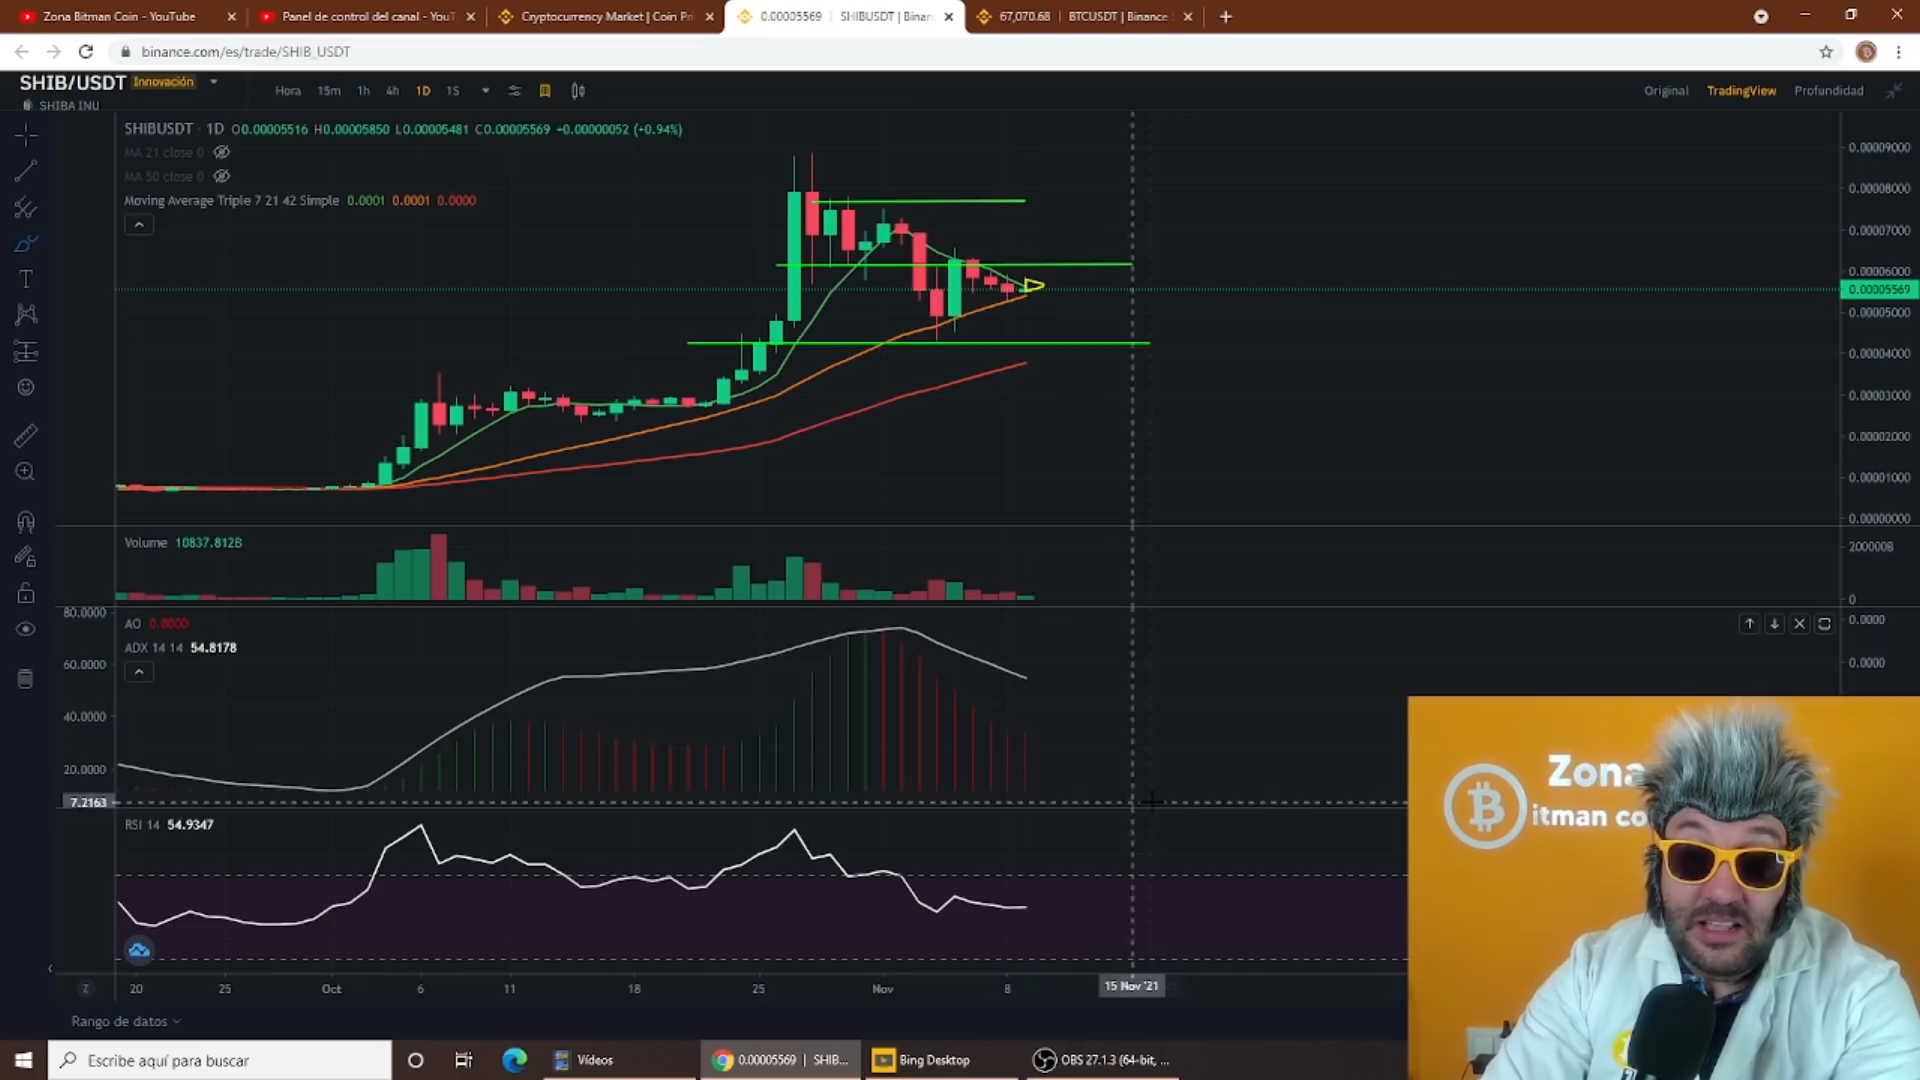 Zona Bitman Coin - YouTube
Panel de control del canal - YouT
Cryptocurrency Market | Coin Pri
0.00005569 | SHIBUSDT | Binan
67,070.68 | BTCUSDT | Binance
binance.com/es/trade/SHIB_USDT
SHIB/USDT Innovación
SHIBA INU
Hora 15m 1h 4h 1D 1S
Original TradingView Profundidad
SHIBUSDT · 1D O0.00005516 H0.00005850 L0.00005481 C0.00005569 +0.00000052 (+0.94%)
MA 21 close 0
MA 50 close 0
Moving Average Triple 7 21 42 Simple 0.0001 0.0001 0.0000
0.00009000
0.00008000
0.00007000
0.00006000
0.00005569
0.00005000
0.00004000
0.00003000
0.00002000
0.00001000
0.00000000
Volume 10837.812B
200000B
0
80.0000
AO 0.0000
0.0000
ADX 14 14 54.8178
60.0000
0.0000
40.0000
20.0000
7.2163
RSI 14 54.9347
Zona
itman co
20 25 Oct 6 11 18 25 Nov 8 15 Nov '21
Z
Rango de datos
Escribe aquí para buscar
Vídeos
0.00005569 | SHIB...
Bing Desktop
OBS 27.1.3 (64-bit, ...